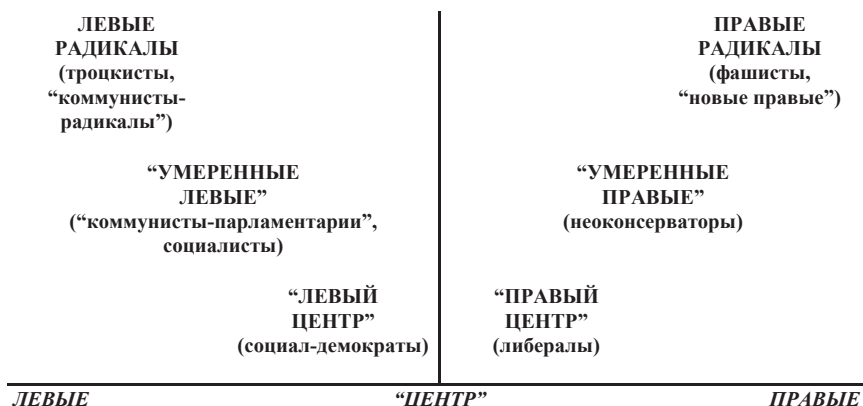 ЛЕВЫЕ
РАДИКАЛЫ
(троцкисты,
“коммунисты-
радикалы”)
ПРАВЫЕ
РАДИКАЛЫ
(фашисты,
“новые правые”)
“УМЕРЕННЫЕ
ЛЕВЫЕ”
(“коммунисты-парламентарии”,
социалисты)
“УМЕРЕННЫЕ
ПРАВЫЕ”
(неоконсерваторы)
“ЛЕВЫЙ
ЦЕНТР”
(социал-демократы)
“ПРАВЫЙ
ЦЕНТР”
(либералы)
ЛЕВЫЕ “ЦЕНТР” ПРАВЫЕ